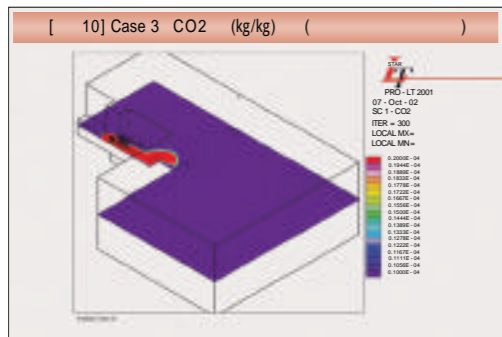 [ 10] Case 3 CO2 (kg/kg) ( )
STAR
PRO - LT 2001
07 - Oct - 02
SC 1 - CO2
ITER = 300
LOCAL MX=
LOCAL MN=
0.2000E - 04
0.1944E - 04
0.1889E - 04
0.1833E - 04
0.1778E - 04
0.1722E - 04
0.1667E - 04
0.1556E - 04
0.1500E - 04
0.1444E - 04
0.1389E - 04
0.1333E - 04
0.1278E - 04
0.1222E - 04
0.1167E - 04
0.1111E - 04
0.1056E - 04
0.1000E - 04